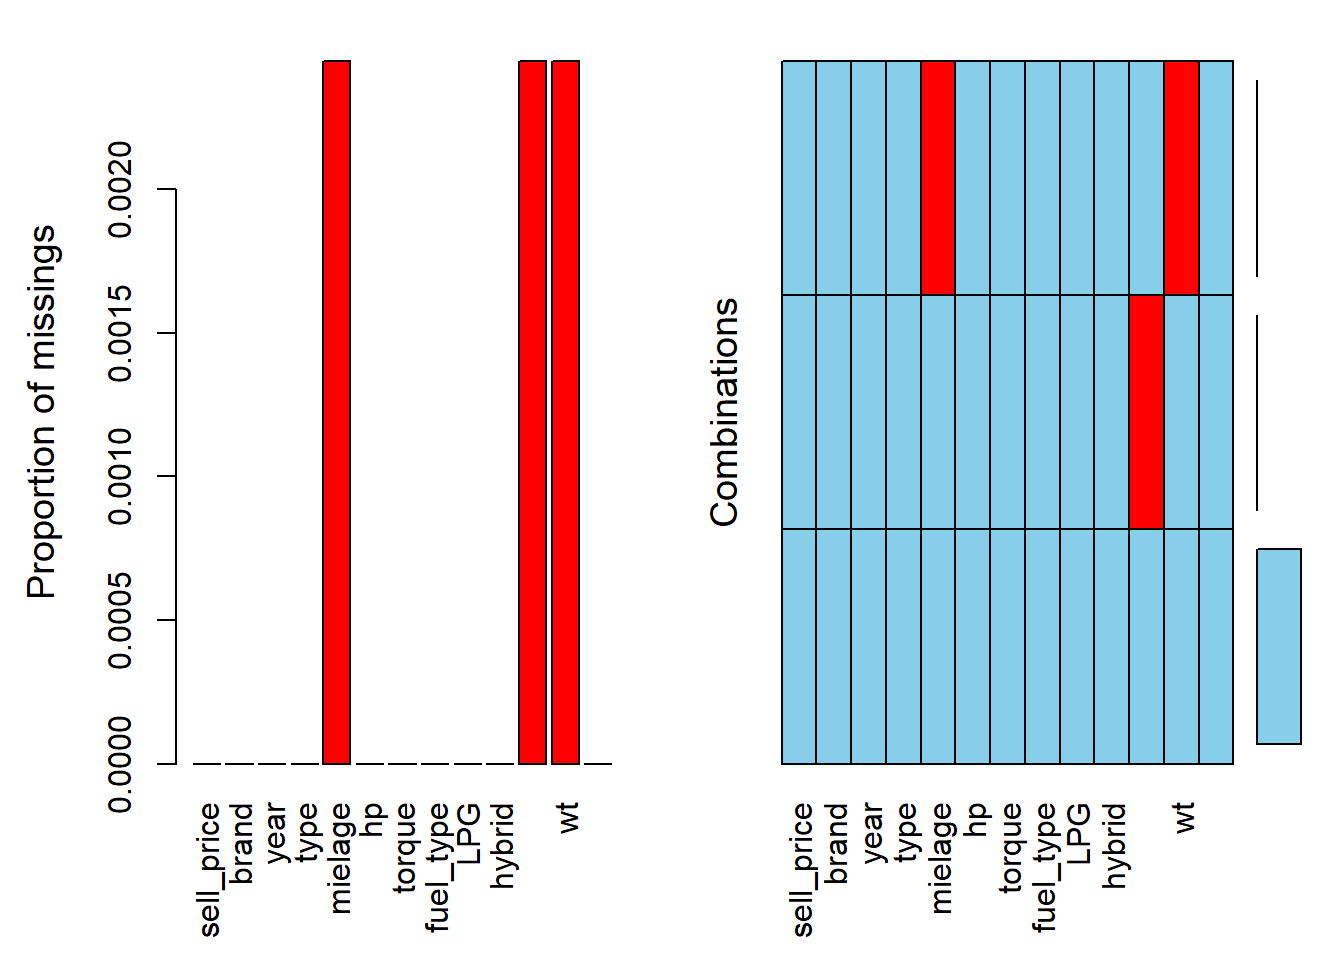 Proportion of missings
0.0000
0.0005
0.0010
0.0015
0.0020
sell_price
brand
year
type
mielage
hp
torque
fuel_type
LPG
hybrid
wt
Combinations
sell_price
brand
year
type
mielage
hp
torque
fuel_type
LPG
hybrid
wt